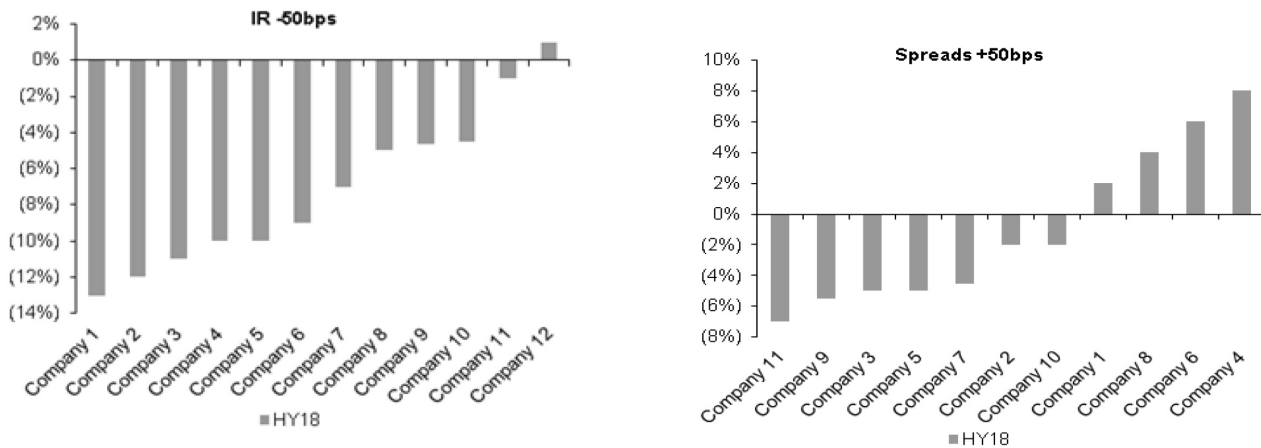 IR -50bps
2%
0%
(2%)
(4%)
(6%)
(8%)
(10%)
(12%)
(14%)
Company 1
Company 2
Company 3
Company 4
Company 5
Company 6
Company 7
Company 8
Company 9
Company 10
Company 11
Company 12
HY18
Spreads +50bps
10%
8%
6%
4%
2%
0%
(2%)
(4%)
(6%)
(8%)
Company 11
Company 9
Company 3
Company 5
Company 7
Company 2
Company 10
Company 1
Company 8
Company 6
Company 4
HY18